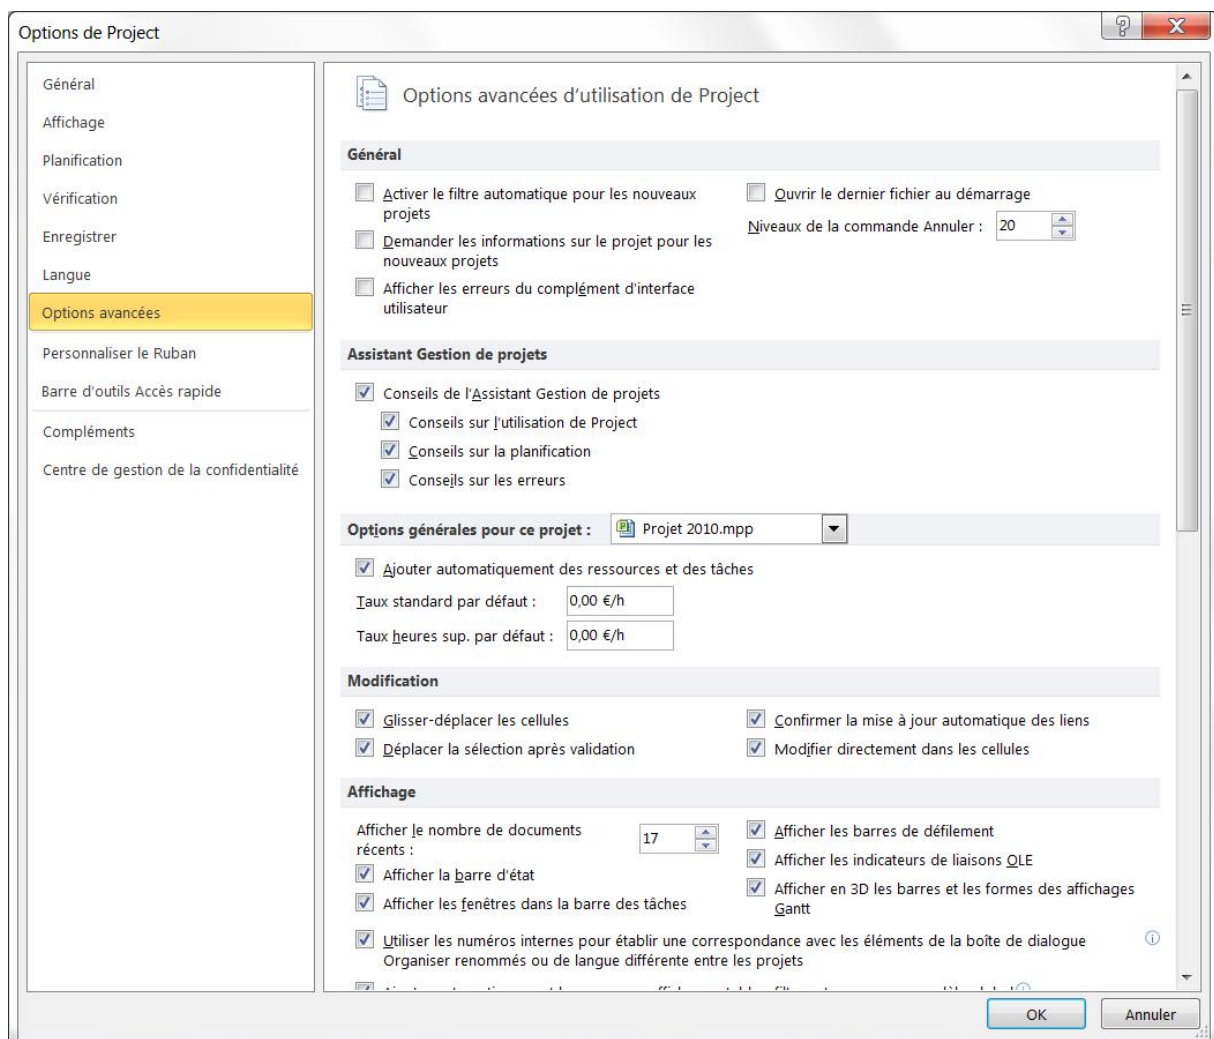 Options de Project
Général
Affichage
Planification
Vérification
Enregistrer
Langue
Options avancées
Personnaliser le Ruban
Barre d'outils Accès rapide
Compléments
Centre de gestion de la confidentialité
Options avancées d'utilisation de Project
Général
Activer le filtre automatique pour les nouveaux
projets
Demander les informations sur le projet pour les
nouveaux projets
Afficher les erreurs du complément d'interface
utilisateur
Ouvrir le dernier fichier au démarrage
Niveaux de la commande Annuler : 20
Assistant Gestion de projets
Conseils de l'Assistant Gestion de projets
Conseils sur l'utilisation de Project
Conseils sur la planification
Conseils sur les erreurs
Options générales pour ce projet : Projet 2010.mpp
Ajouter automatiquement des ressources et des tâches
Taux standard par défaut : 0,00 €/h
Taux heures sup. par défaut : 0,00 €/h
Modification
Glisser-déplacer les cellules
Déplacer la sélection après validation
Confirmer la mise à jour automatique des liens
Modifier directement dans les cellules
Affichage
Afficher le nombre de documents
récents : 17
Afficher la barre d'état
Afficher les fenêtres dans la barre des tâches
Afficher les barres de défilement
Afficher les indicateurs de liaisons OLE
Afficher en 3D les barres et les formes des affichages
Gantt
Utiliser les numéros internes pour établir une correspondance avec les éléments de la boîte de dialogue
Organiser renommés ou de langue différente entre les projets
OK
Annuler